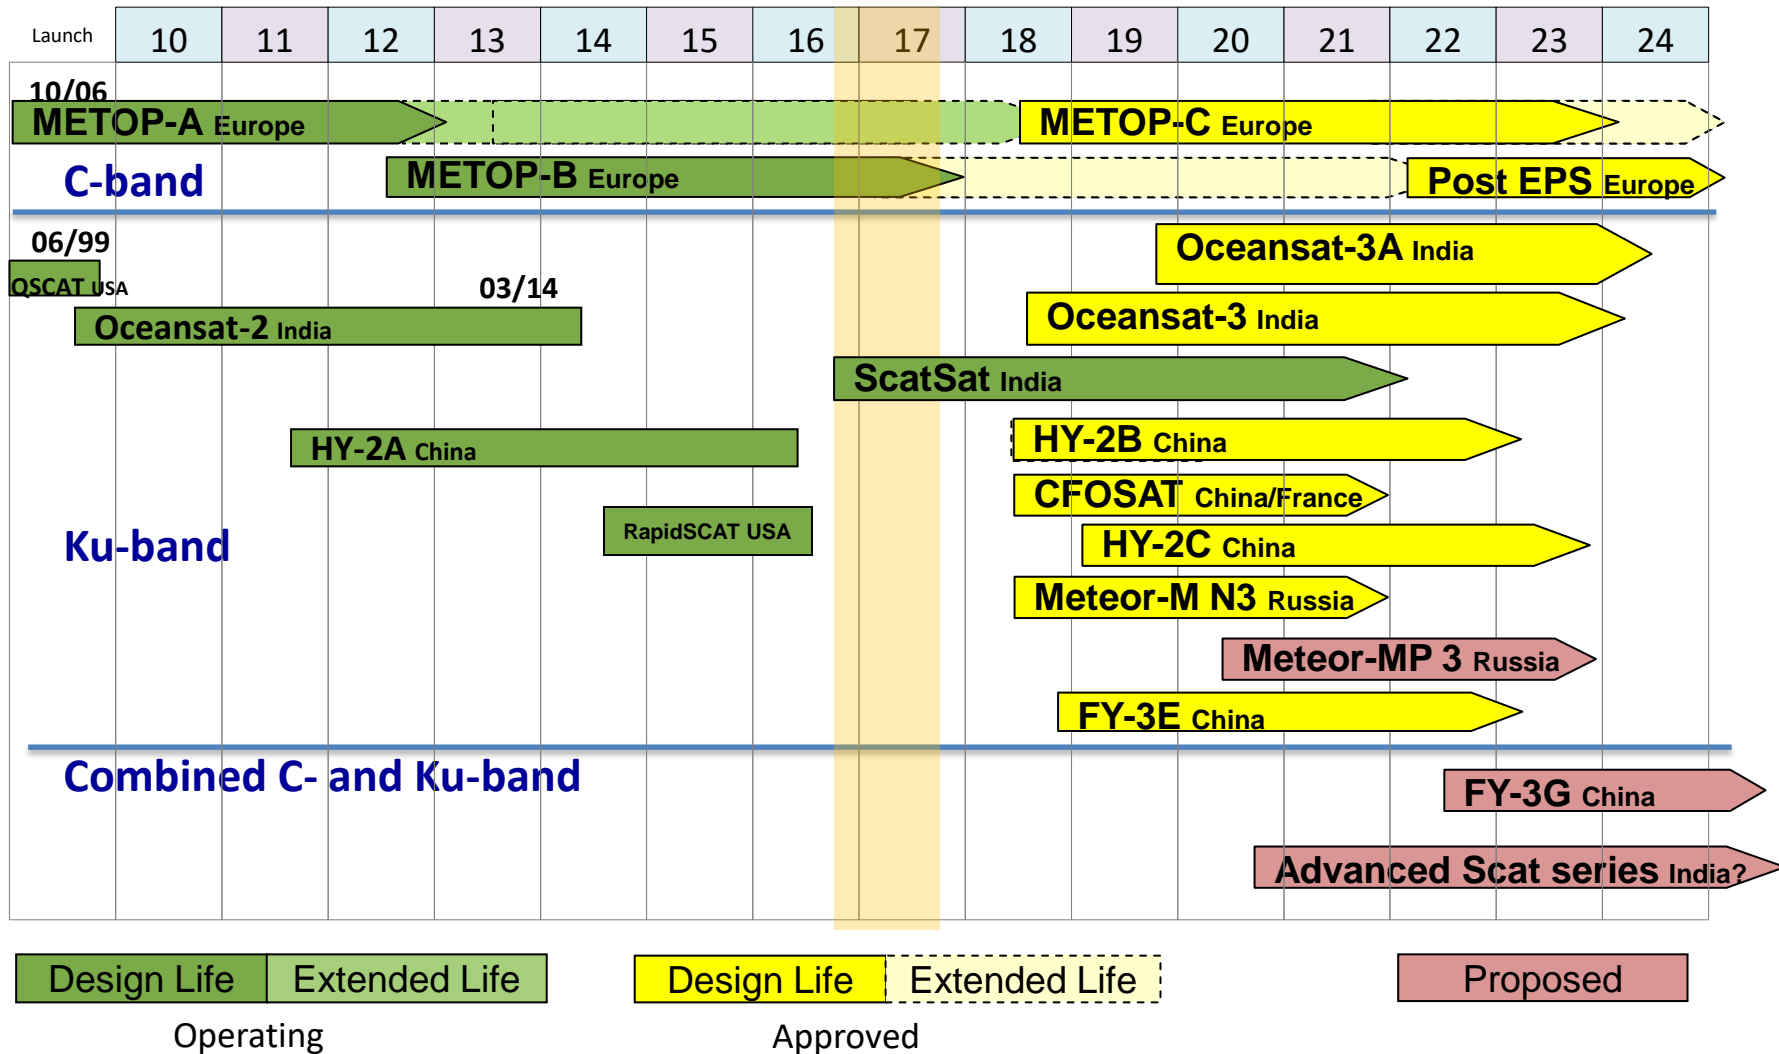 Launch 10 11 12 13 14 15 16 17 18 19 20 21 22 23 24
10/06
METOP-A Europe
METOP-C Europe
C-band
METOP-B Europe
Post EPS Europe
06/99
Oceansat-3A India
QSCAT USA
03/14
Oceansat-2 India
Oceansat-3 India
ScatSat India
HY-2A China
HY-2B China
CFOSAT China/France
Ku-band
RapidSCAT USA
HY-2C China
Meteor-M N3 Russia
Meteor-MP 3 Russia
FY-3E China
Combined C- and Ku-band
FY-3G China
Advanced Scat series India?
Design Life Extended Life
Design Life Extended Life
Proposed
Operating
Approved